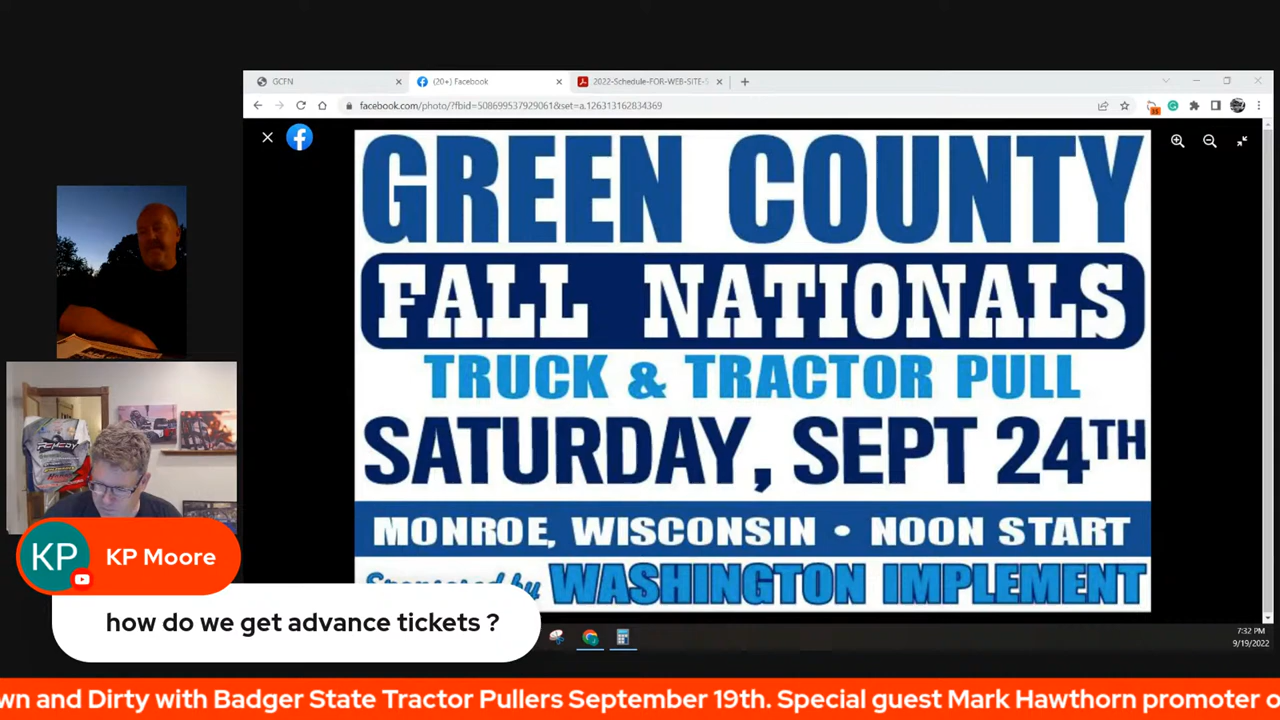 GCFN
(20+) Facebook
2022-Schedule-FOR-WEB-SITE-S
facebook.com/photo/?fbid=508699537929061&set=a.126313162834369
GREEN COUNTY
FALL NATIONALS
TRUCK & TRACTOR PULL
SATURDAY, SEPT 24TH
MONROE, WISCONSIN • NOON START
Sponsored by WASHINGTON IMPLEMENT
KP
KP Moore
how do we get advance tickets ?
7:32 PM
9/19/2022
wn and Dirty with Badger State Tractor Pullers September 19th. Special guest Mark Hawthorn promoter o